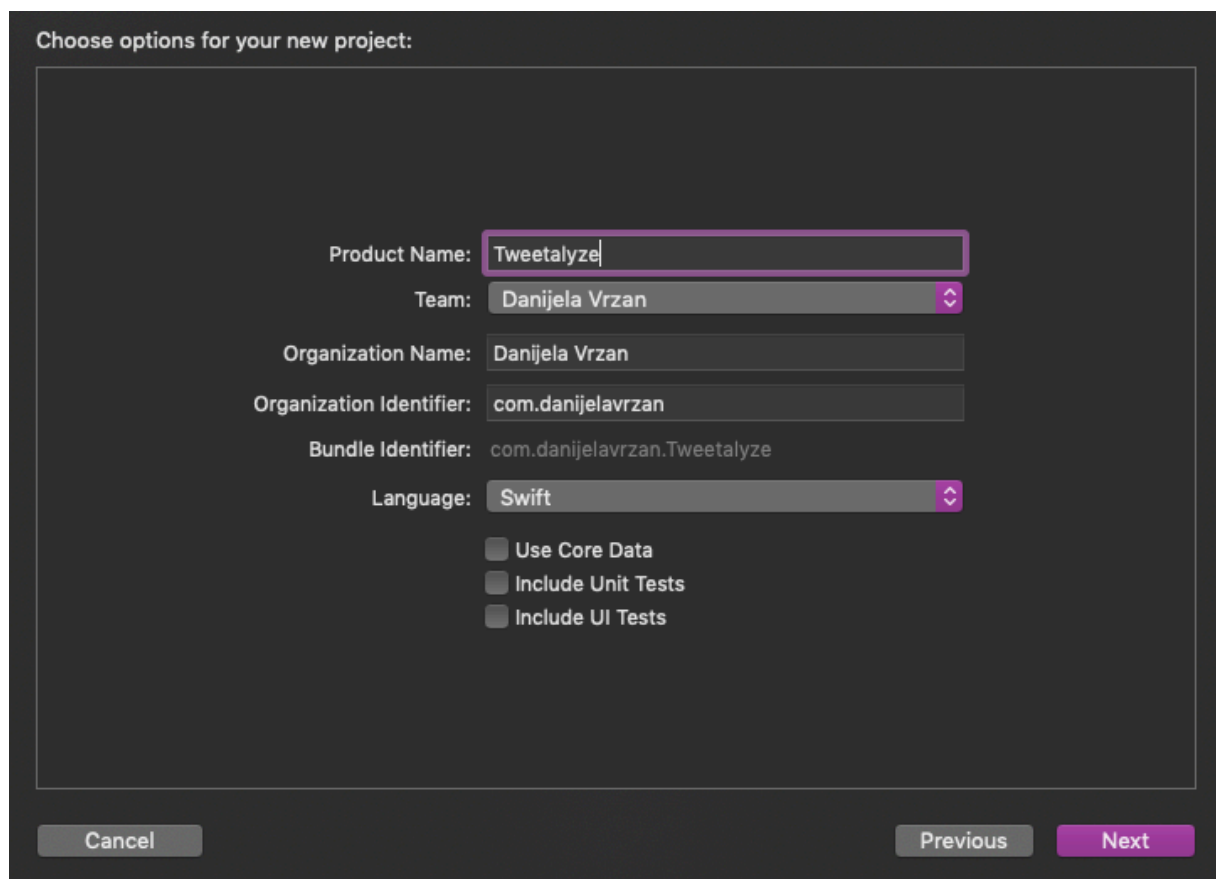 Choose options for your new project:
Product Name: Tweetalyze
Team: Danijela Vrzan
Organization Name: Danijela Vrzan
Organization Identifier: com.danijelavrzan
Bundle Identifier: com.danijelavrzan.Tweetalyze
Language: Swift
Use Core Data
Include Unit Tests
Include UI Tests
Cancel Previous Next